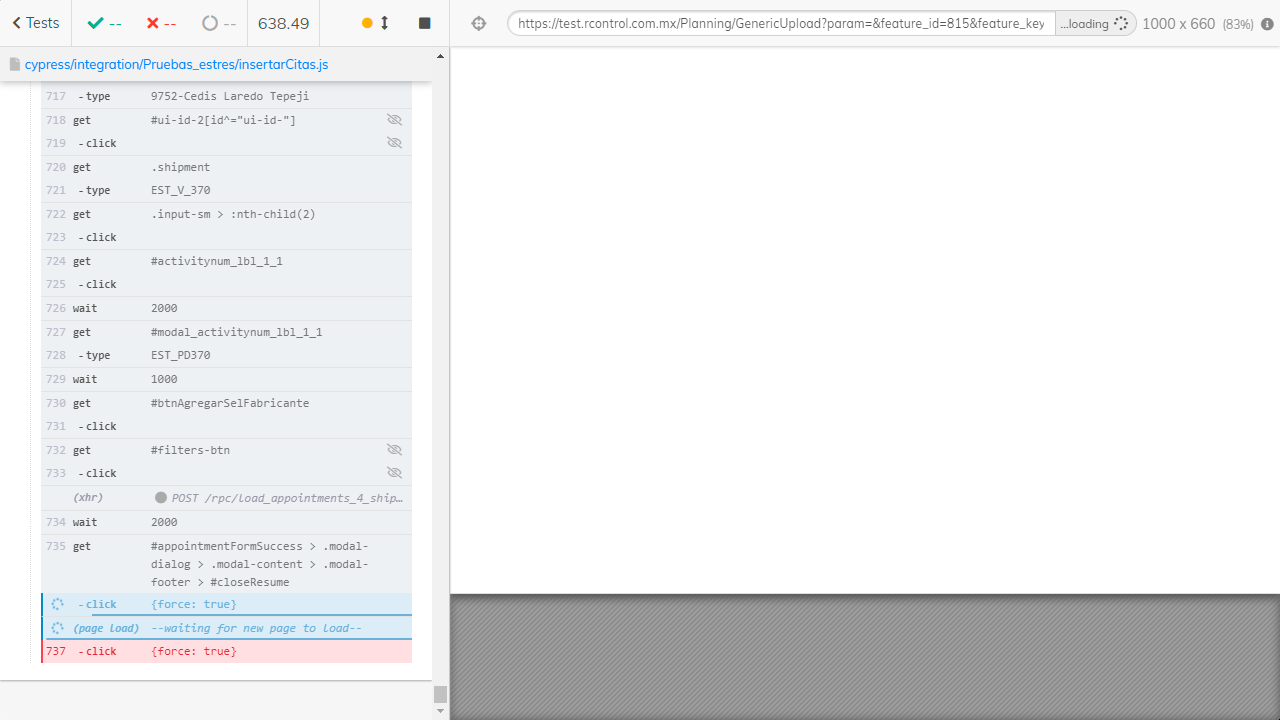 Tests
--
--
--
638.49
https://test.rcontrol.com.mx/Planning/GenericUpload?param=&feature_id=815&feature_key
...loading
1000 x 660 (83%)
cypress/integration/Pruebas_estres/insertarCitas.js
717 -type 9752-Cedis Laredo Tepeji
718 get #ui-id-2[id^="ui-id-"]
719 -click
720 get .shipment
721 -type EST_V_370
722 get .input-sm > :nth-child(2)
723 -click
724 get #activitynum_lbl_1_1
725 -click
726 wait 2000
727 get #modal_activitynum_lbl_1_1
728 -type EST_PD370
729 wait 1000
730 get #btnAgregarSelFabricante
731 -click
732 get #filters-btn
733 -click
(xhr) POST /rpc/load_appointments_4_ship…
734 wait 2000
735 get #appointmentFormSuccess > .modal-
dialog > .modal-content > .modal-
footer > #closeResume
-click {force: true}
(page load) --waiting for new page to load--
737 -click {force: true}